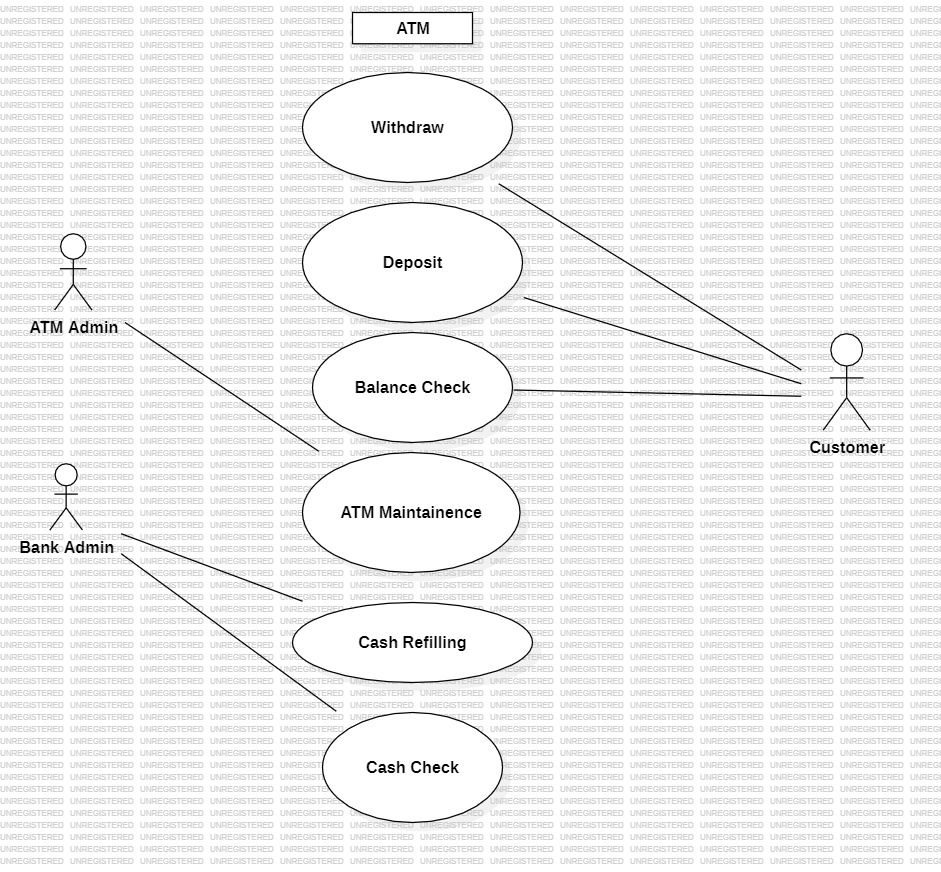 ATM
Withdraw
Deposit
ATM Admin
Balance Check
Customer
ATM Maintainence
Bank Admin
Cash Refilling
Cash Check
UNREGISTERED